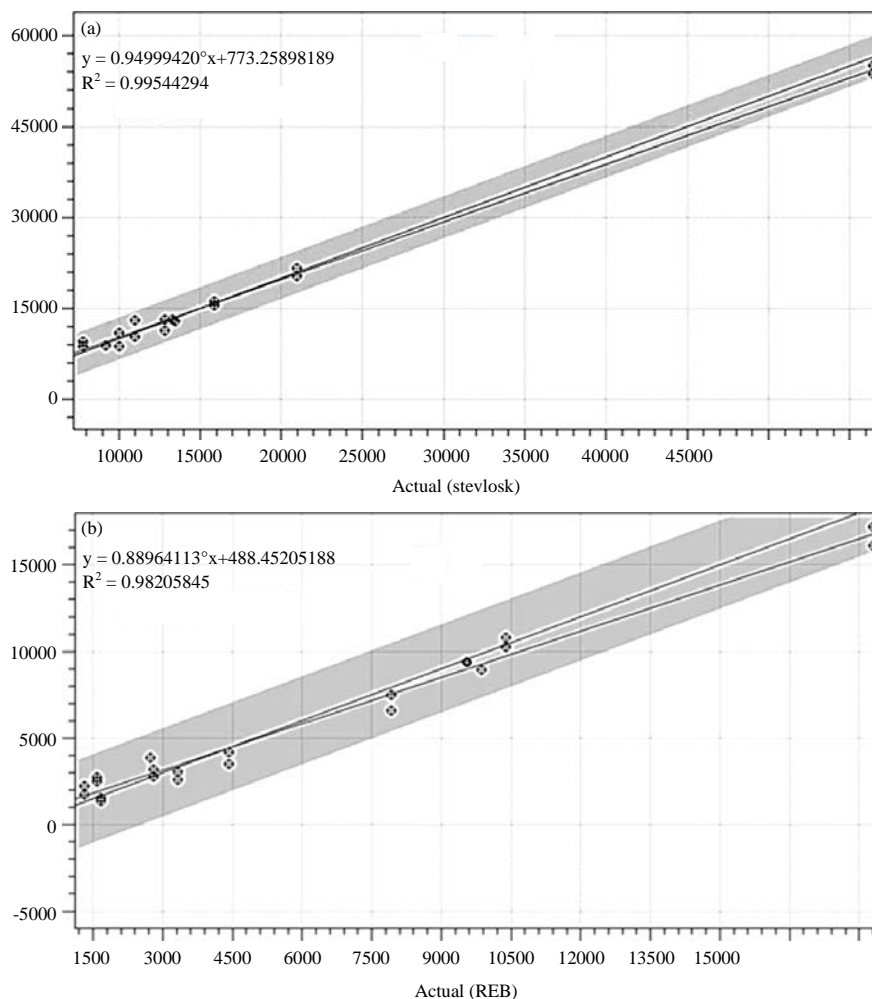 (a)
y = 0.94999420°x+773.25898189
R² = 0.99544294
60000
45000
30000
15000
0
10000 15000 20000 25000 30000 35000 40000 45000
Actual (stevlosk)
(b)
y = 0.88964113°x+488.45205188
R² = 0.98205845
15000
10000
5000
0
-5000
1500 3000 4500 6000 7500 9000 10500 12000 13500 15000
Actual (REB)